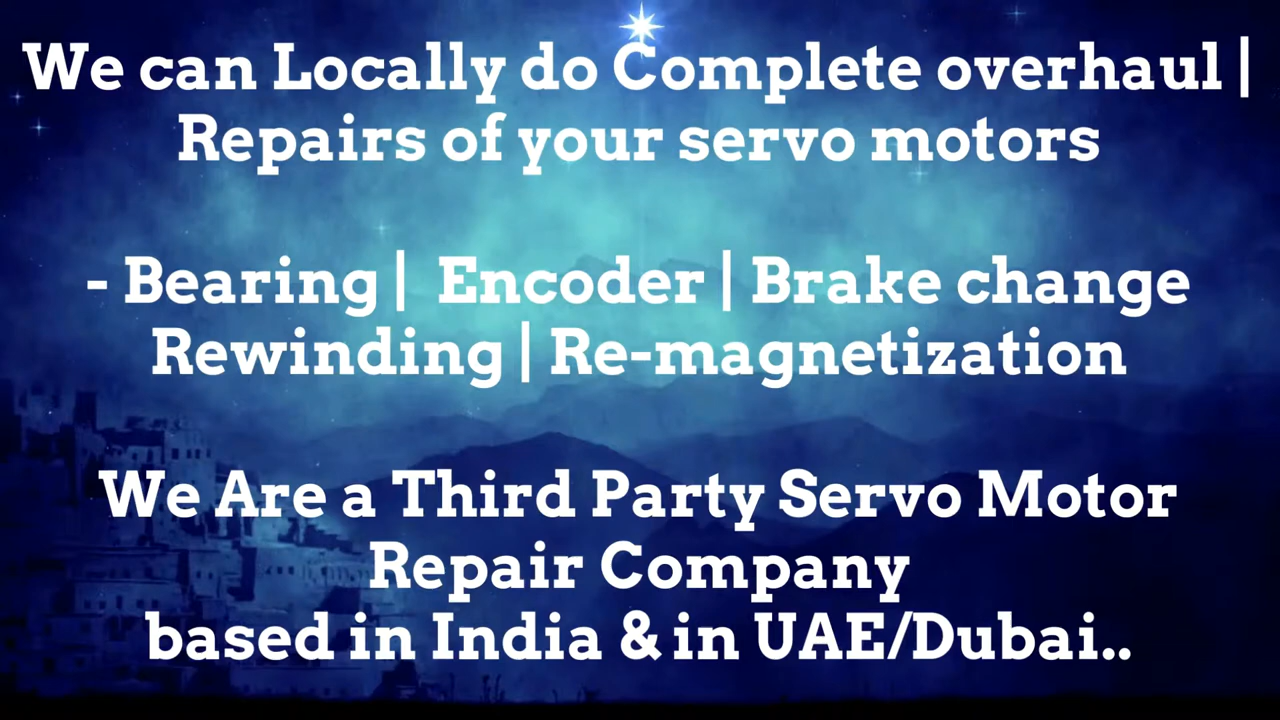 We can Locally do Complete overhaul |
Repairs of your servo motors
- Bearing | Encoder | Brake change
Rewinding | Re-magnetization
We Are a Third Party Servo Motor
Repair Company
based in India & in UAE/Dubai..